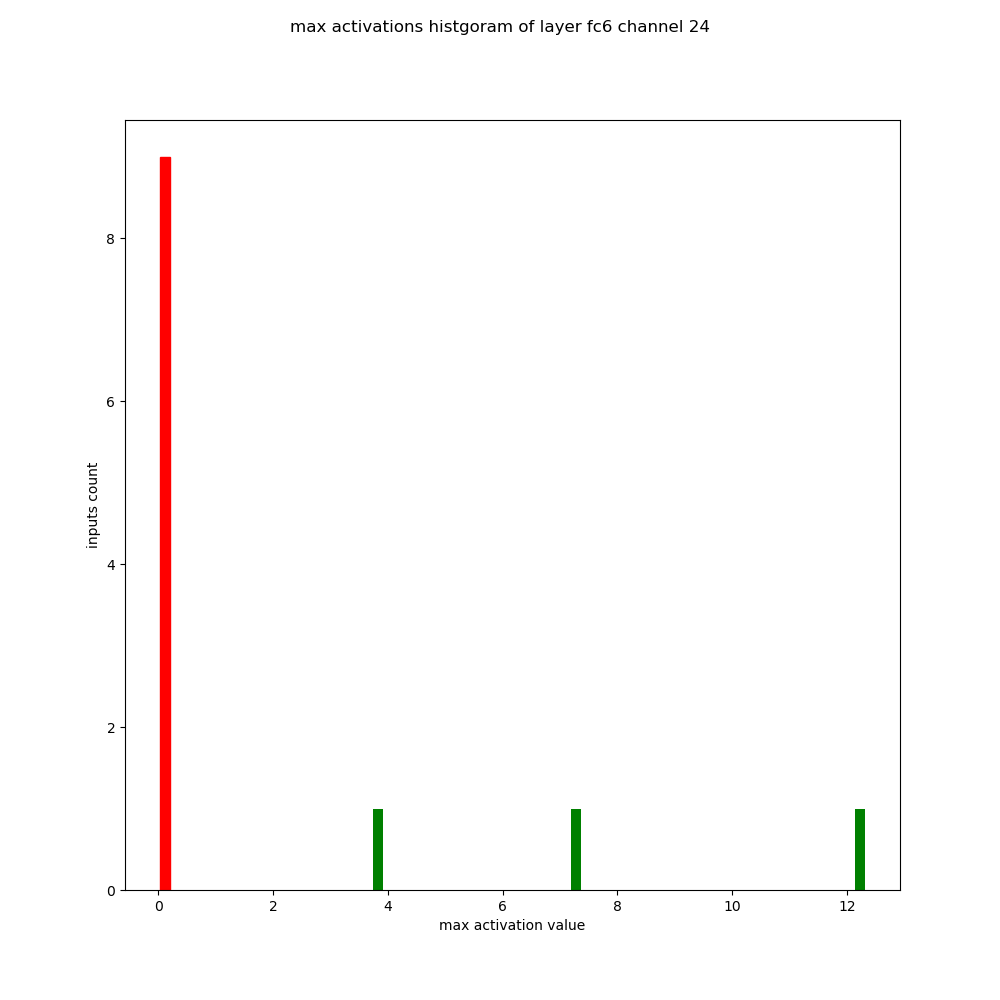 max activations histgoram of layer fc6 channel 24
8
6
4
2
0
inputs count
0 2 4 6 8 10 12
max activation value